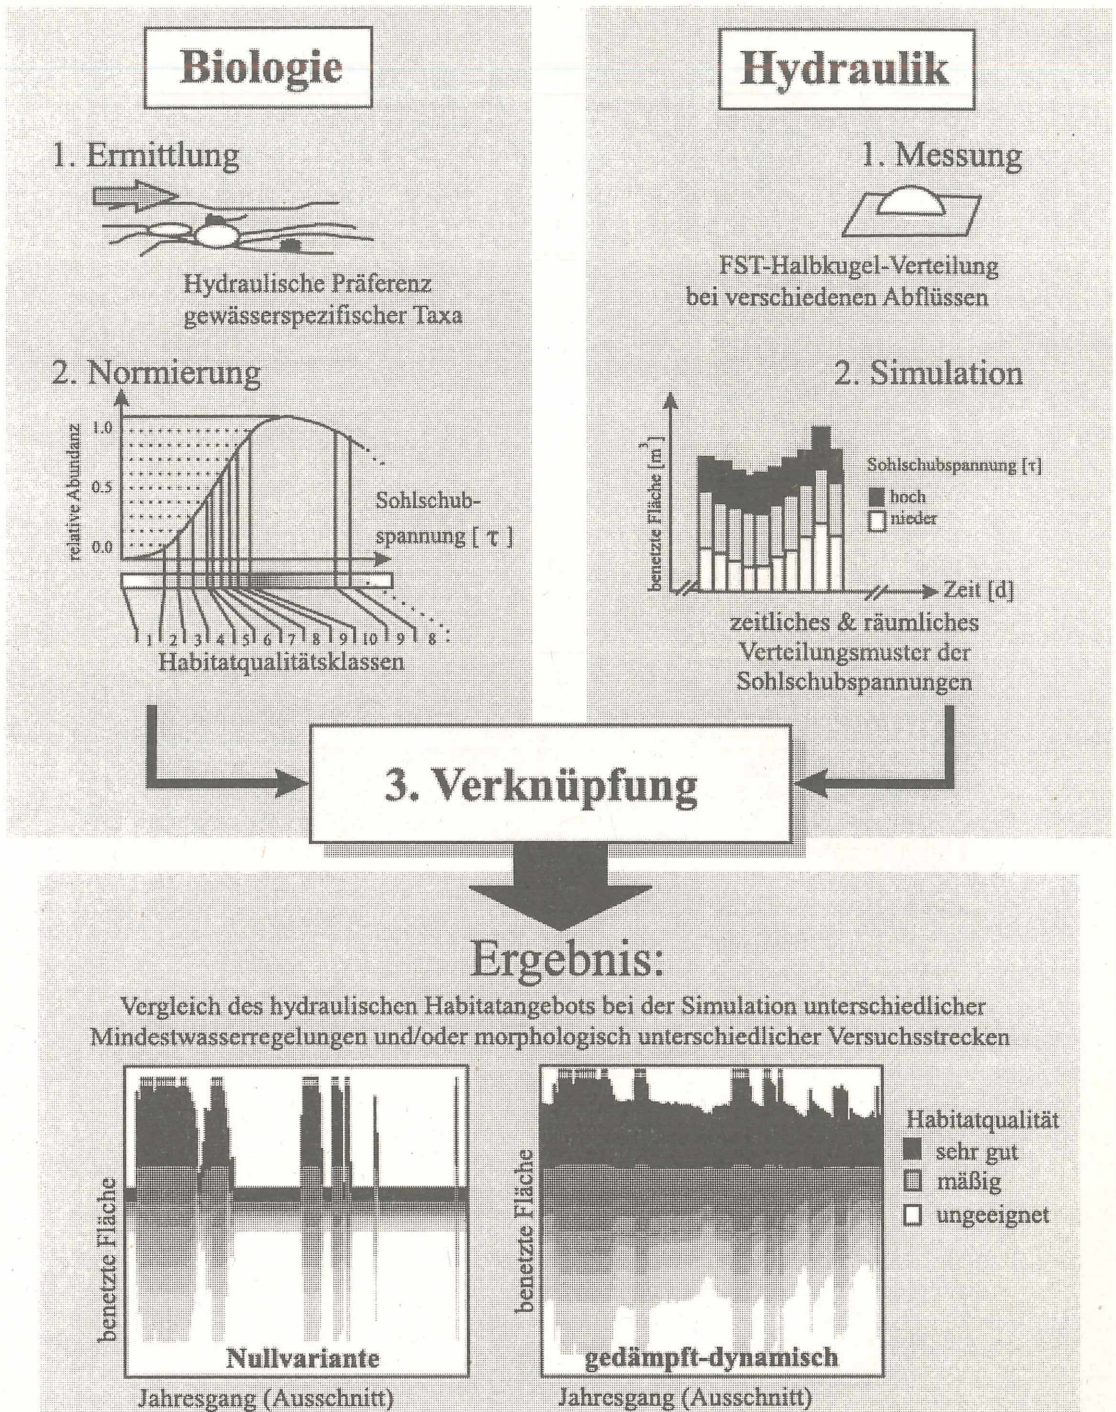 Biologie
1. Ermittlung
Hydraulische Präferenz
gewässerspezifischer Taxa
2. Normierung
relative Abundanz
1.0
0.5
0.0
Sohlschub-
spannung [ τ ]
1 2 3 4 5 6 7 8 9 10 9 8
Habitatqualitätsklassen
Hydraulik
1. Messung
FST-Halbkugel-Verteilung
bei verschiedenen Abflüssen
2. Simulation
benetzte Fläche [m³]
Sohlschubspannung [τ]
hoch
nieder
Zeit [d]
zeitliches & räumliches
Verteilungsmuster der
Sohlschubspannungen
3. Verknüpfung
Ergebnis:
Vergleich des hydraulischen Habitatangebots bei der Simulation unterschiedlicher
Mindestwasserregelungen und/oder morphologisch unterschiedlicher Versuchsstrecken
benetzte Fläche
Nullvariante
Jahresgang (Ausschnitt)
benetzte Fläche
gedämpft-dynamisch
Jahresgang (Ausschnitt)
Habitatqualität
sehr gut
mäßig
ungeeignet